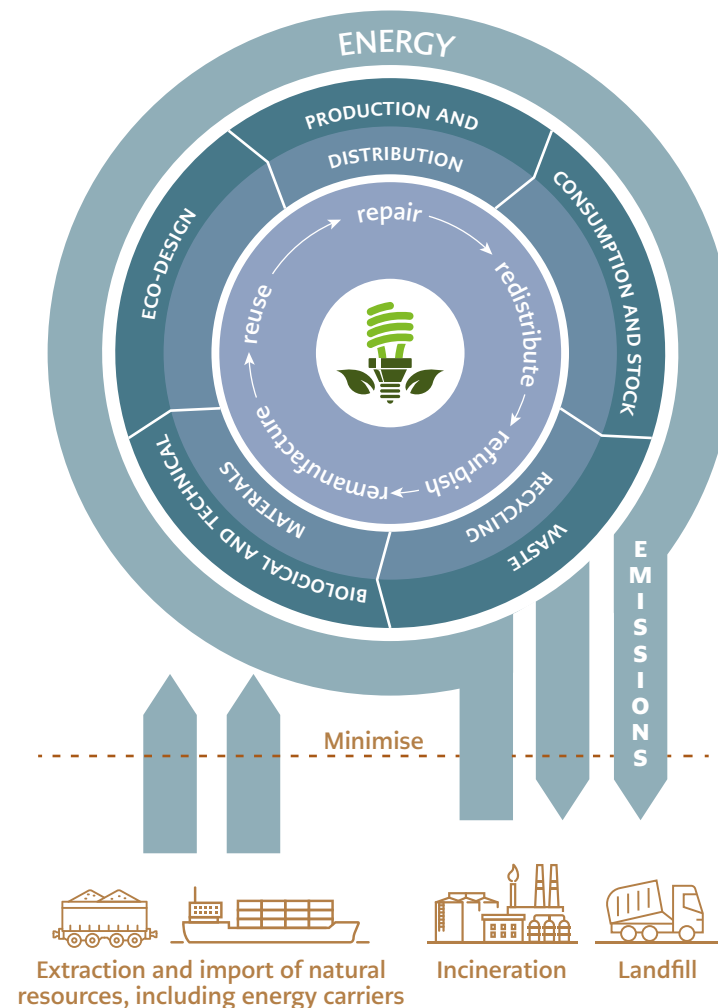 ENERGY
PRODUCTION AND
DISTRIBUTION
CONSUMPTION AND STOCK
WASTE
RECYCLING
BIOLOGICAL AND TECHNICAL
MATERIALS
ECO-DESIGN
repair
redistribute
refurbish
remanufacture
reuse
EMISSIONS
Minimise
Extraction and import of natural
resources, including energy carriers
Incineration
Landfill